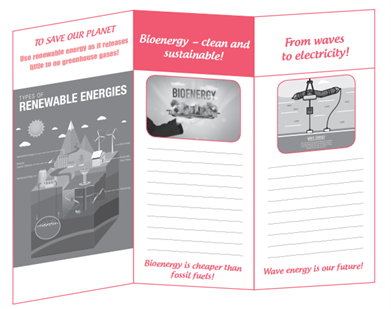 TO SAVE OUR PLANET
Use renewable energy as it releases
little to no greenhouse gases!
TYPES OF
RENEWABLE ENERGIES
Bioenergy – clean and
sustainable!
BIOENERGY
Bioenergy is cheaper than
fossil fuels!
From waves
to electricity!
Wave energy is our future!